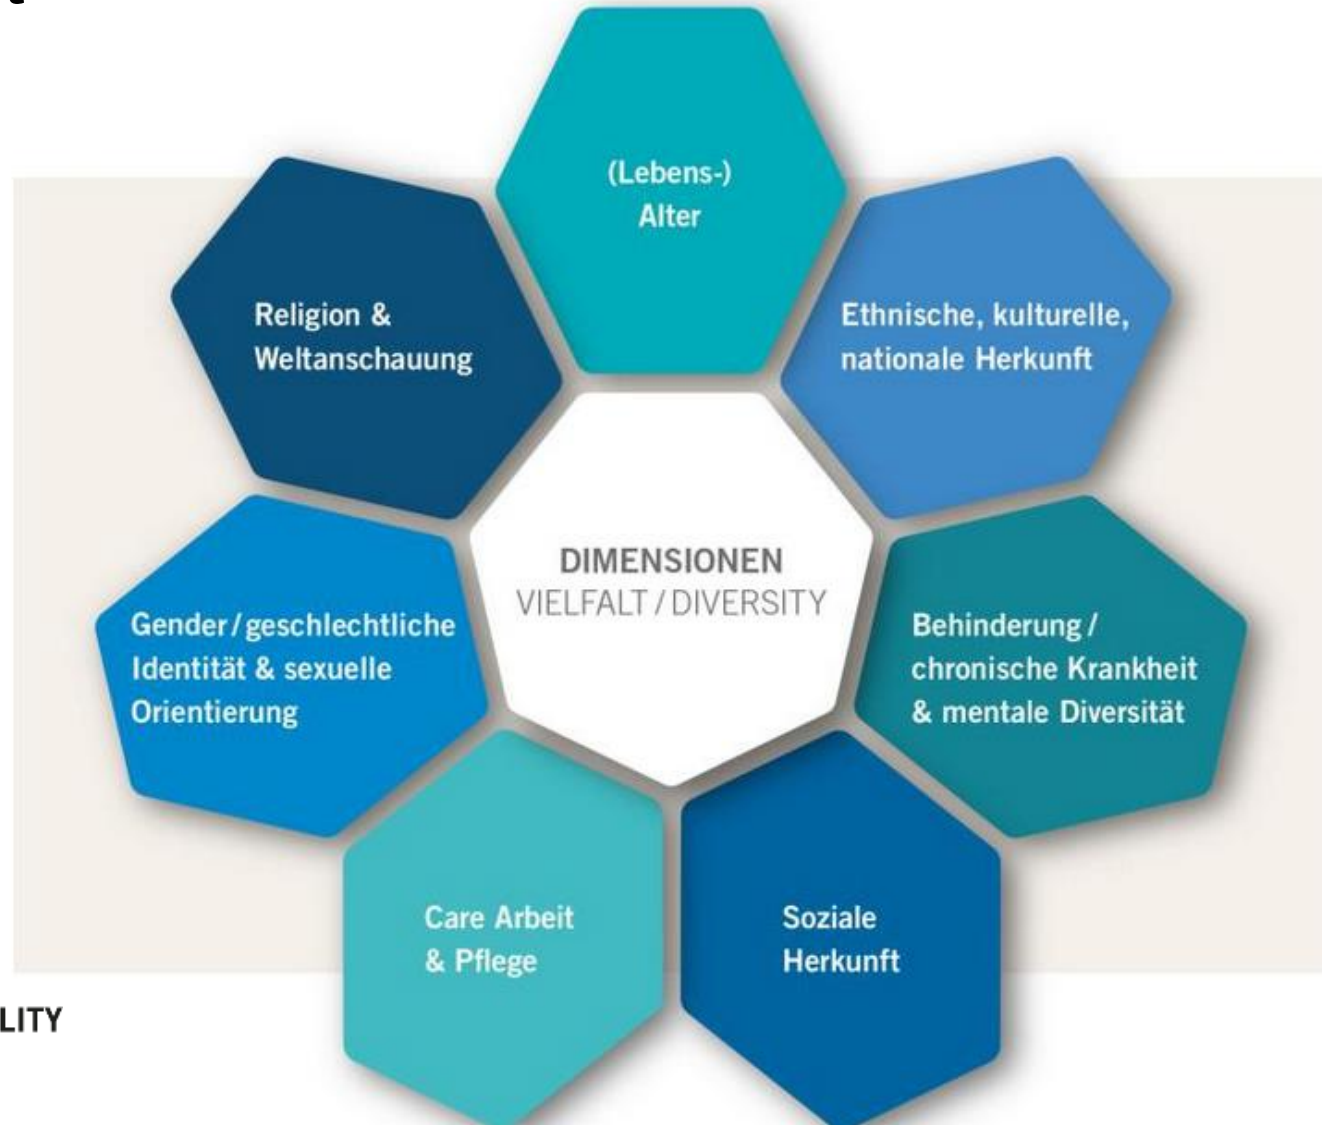 (Lebens-)
Alter
Religion &
Weltanschauung
Ethnische, kulturelle,
nationale Herkunft
DIMENSIONEN
VIELFALT / DIVERSITY
Gender / geschlechtliche
Identität & sexuelle
Orientierung
Behinderung /
chronische Krankheit
& mentale Diversität
Care Arbeit
& Pflege
Soziale
Herkunft
LITY